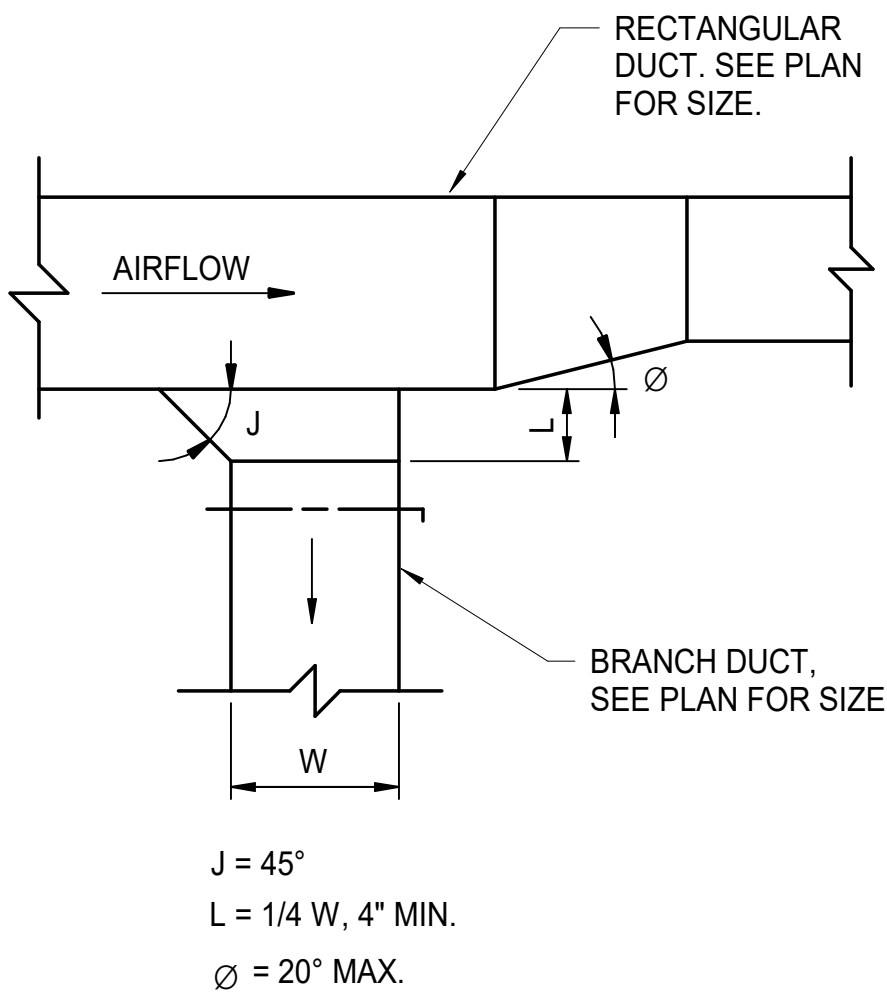 RECTANGULAR
DUCT. SEE PLAN
FOR SIZE.
AIRFLOW
J
L
∅
BRANCH DUCT,
SEE PLAN FOR SIZE
W
J = 45°
L = 1/4 W, 4" MIN.
∅ = 20° MAX.